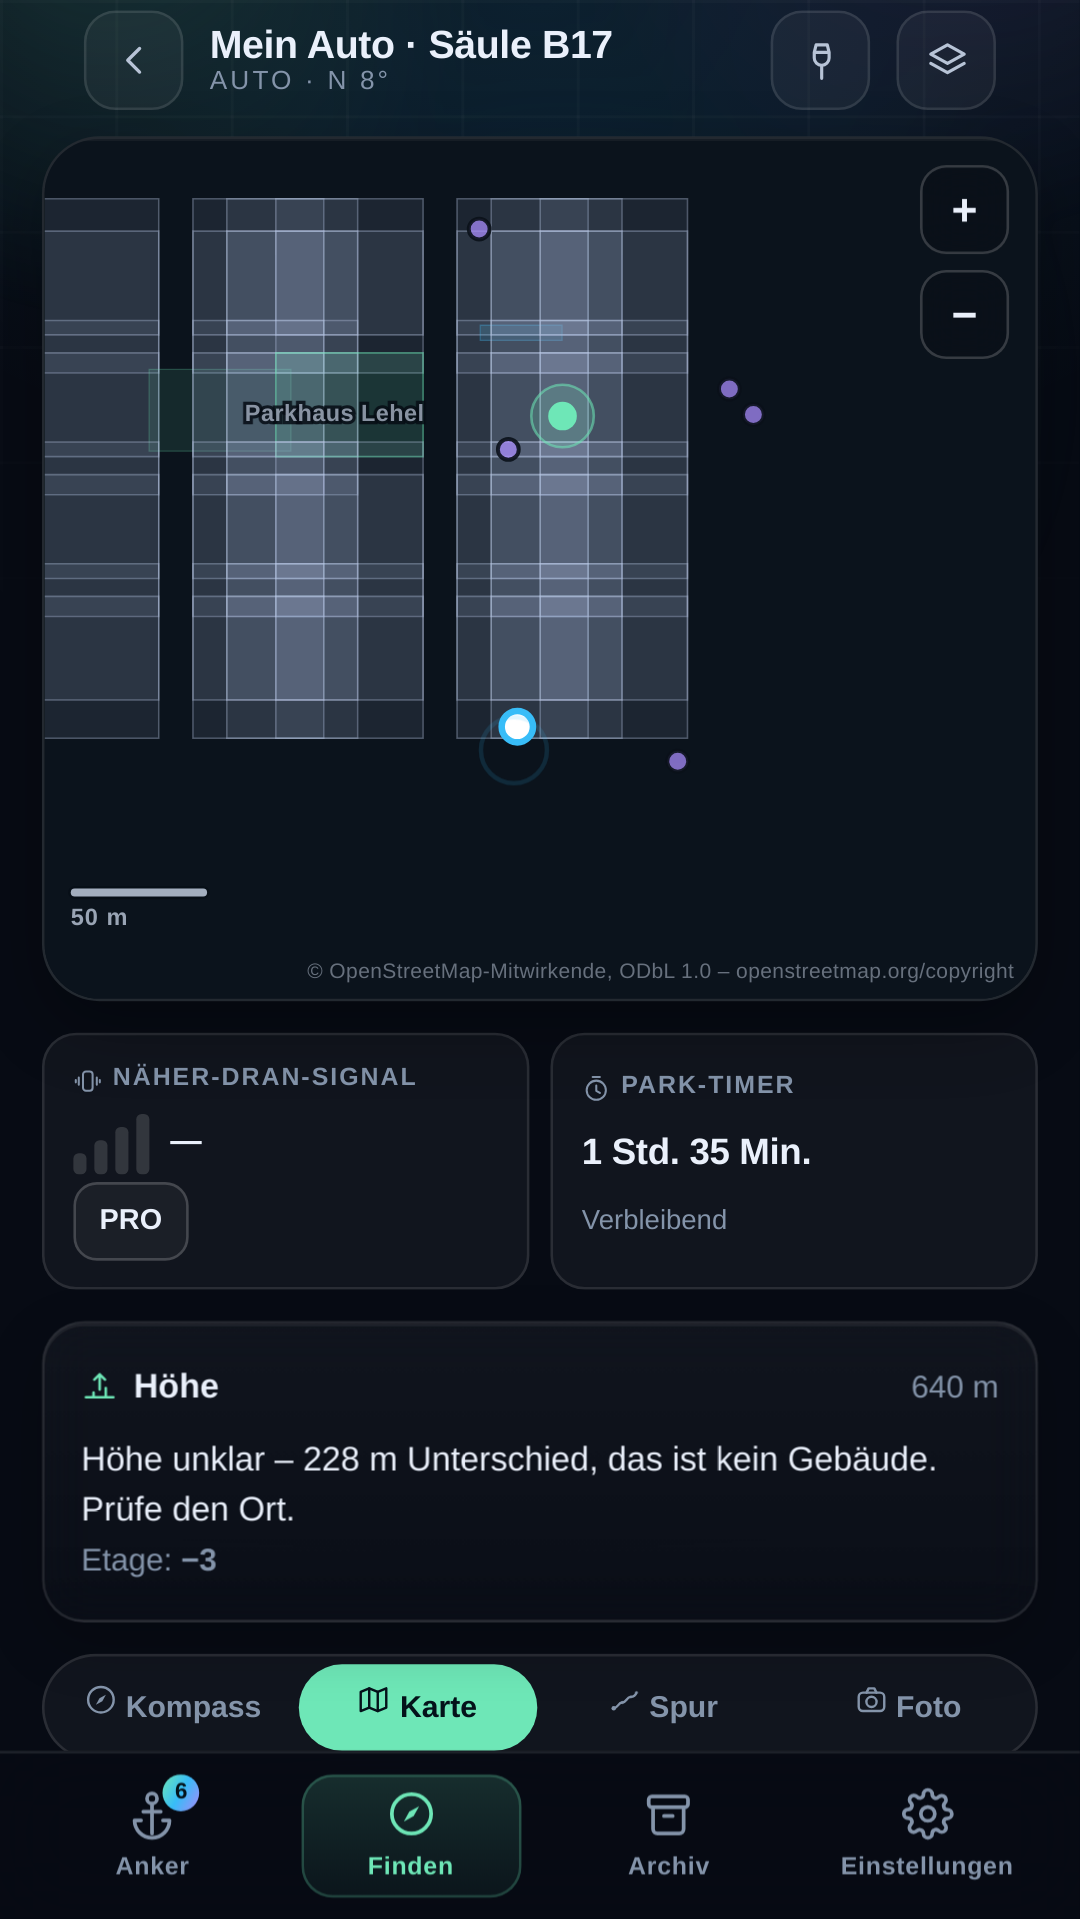 Mein Auto · Säule B17
AUTO · N 8°
+
−
Parkhaus Lehel
50 m
© OpenStreetMap-Mitwirkende, ODbL 1.0 – openstreetmap.org/copyright
NÄHER-DRAN-SIGNAL
—
PRO
PARK-TIMER
1 Std. 35 Min.
Verbleibend
Höhe
640 m
Höhe unklar – 228 m Unterschied, das ist kein Gebäude.
Prüfe den Ort.
Etage: −3
Kompass
Karte
Spur
Foto
6
Anker
Finden
Archiv
Einstellungen